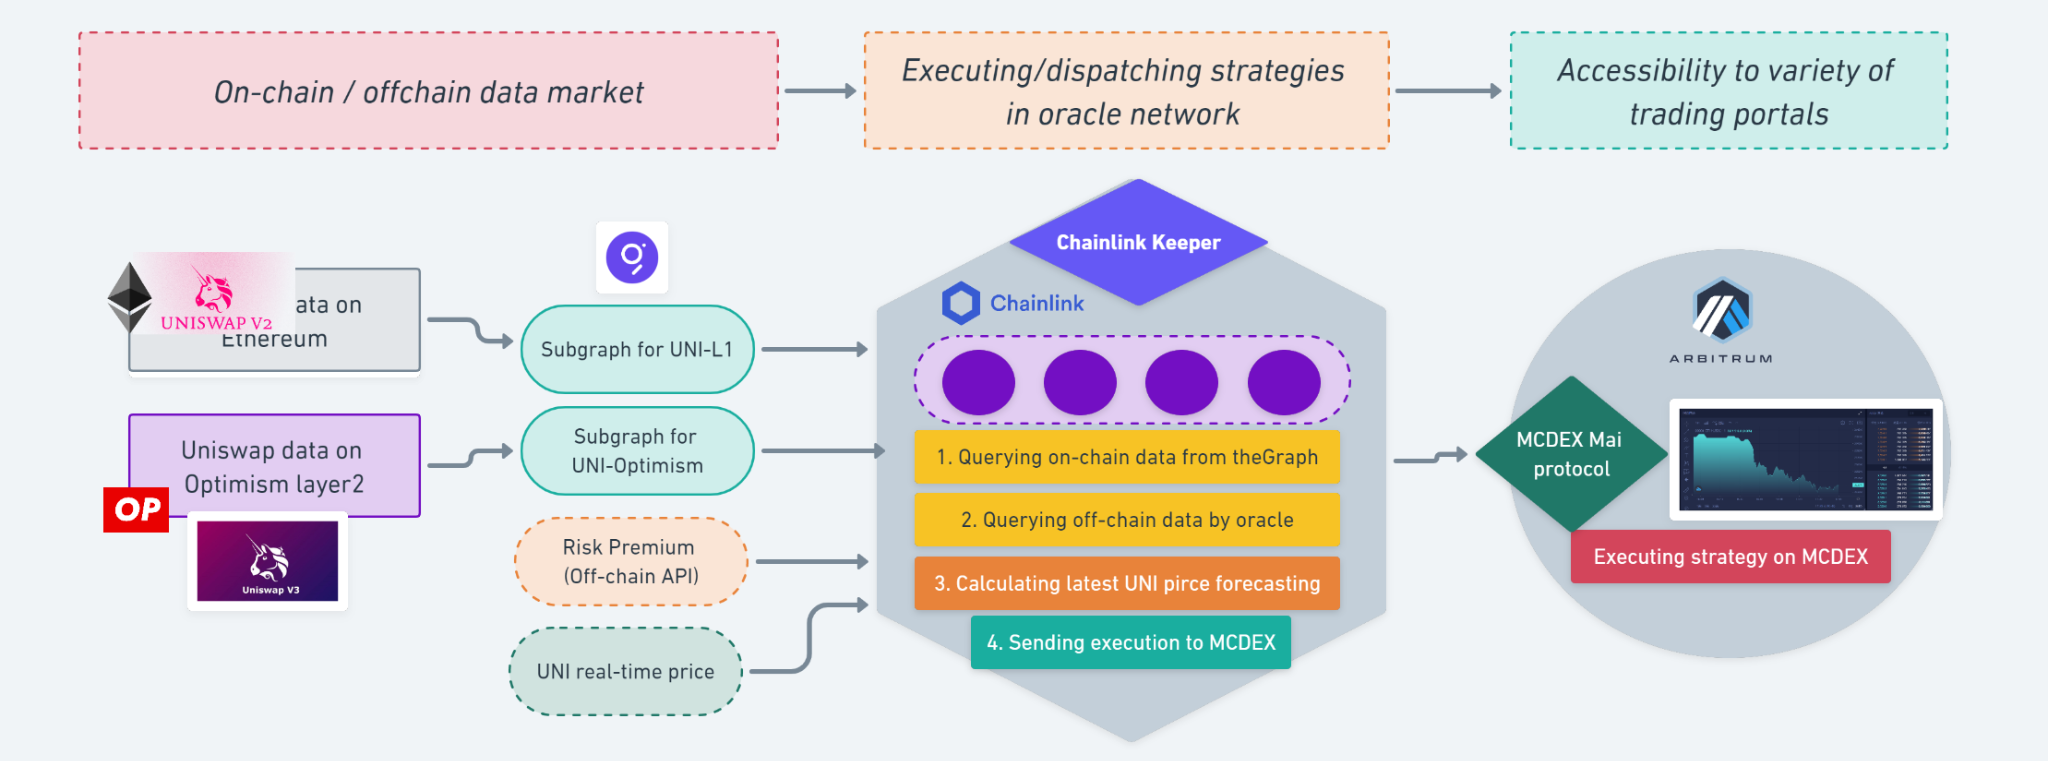 On-chain / offchain data market
Executing/dispatching strategies
in oracle network
Accessibility to variety of
trading portals
UNISWAP V2
ata on
Ethereum
Uniswap data on
Optimism layer2
OP
Uniswap V3
Subgraph for UNI-L1
Subgraph for
UNI-Optimism
Risk Premium
(Off-chain API)
UNI real-time price
Chainlink Keeper
Chainlink
1. Querying on-chain data from theGraph
2. Querying off-chain data by oracle
3. Calculating latest UNI pirce forecasting
4. Sending execution to MCDEX
ARBITRUM
MCDEX Mai
protocol
Executing strategy on MCDEX